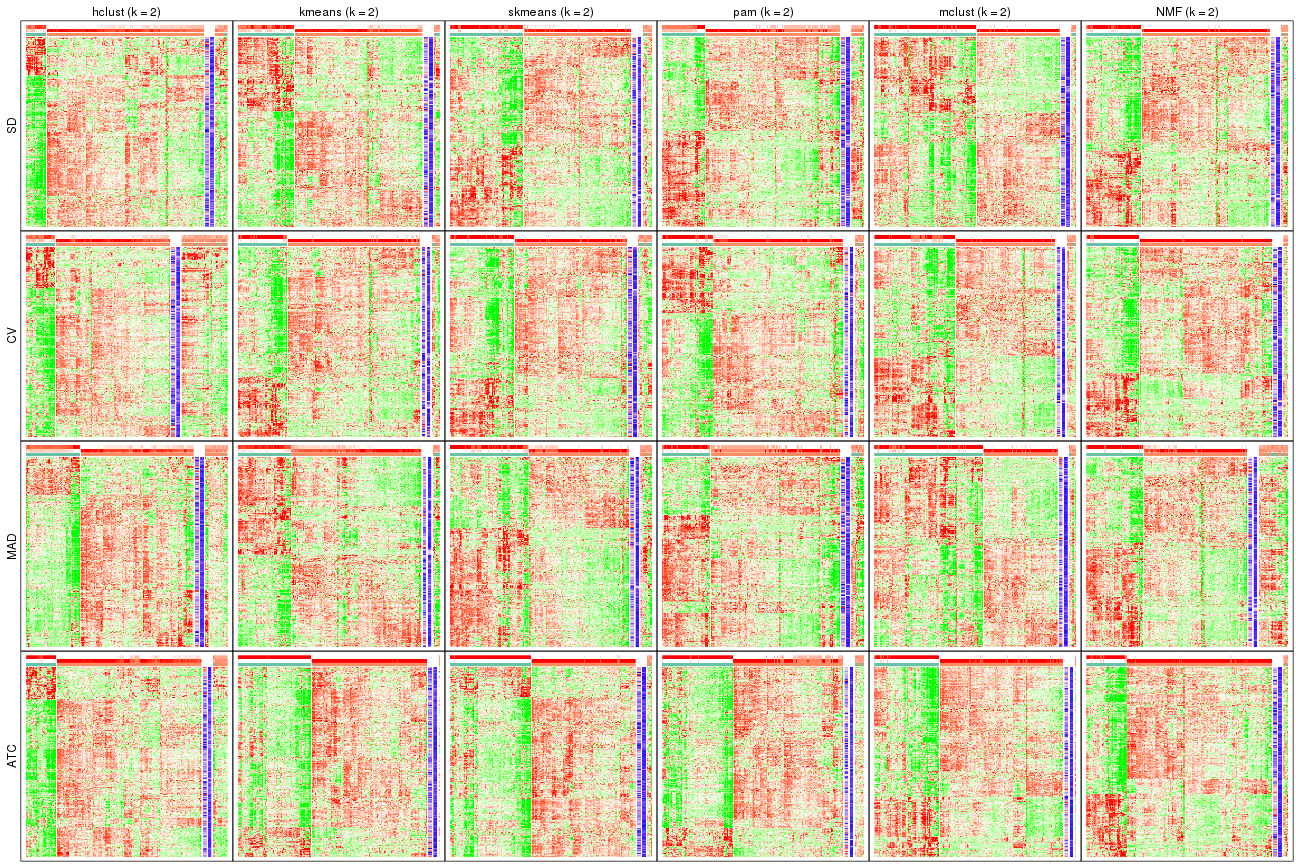 hclust (k = 2) kmeans (k = 2) skmeans (k = 2) pam (k = 2) mclust (k = 2) NMF (k = 2)
SD
CV
MAD
ATC